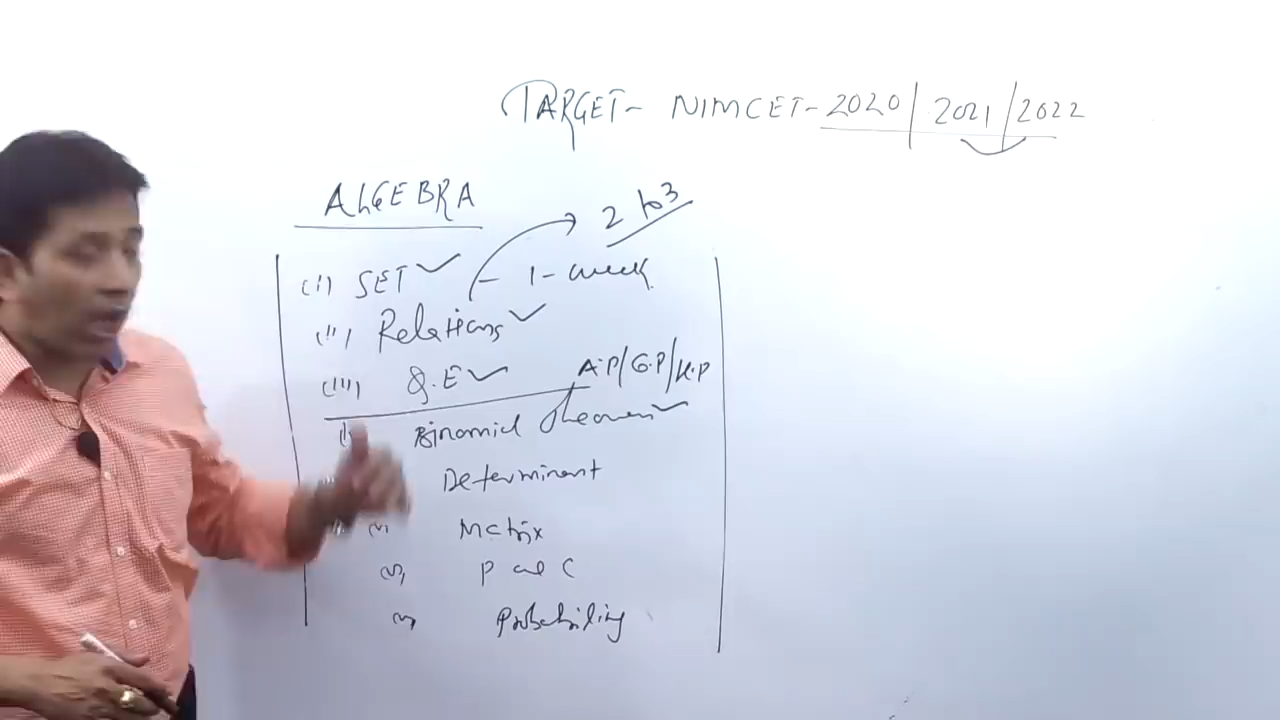 TARGET- NIMCET-2020/2021/2022
ALGEBRA
2 to 3
(i) SET ✓ - 1-week
(ii) Relations ✓
(iii) Q.E ✓ A.P/G.P/H.P
Binomial Theorem ✓
Determinant
Matrix
P and C
Probability